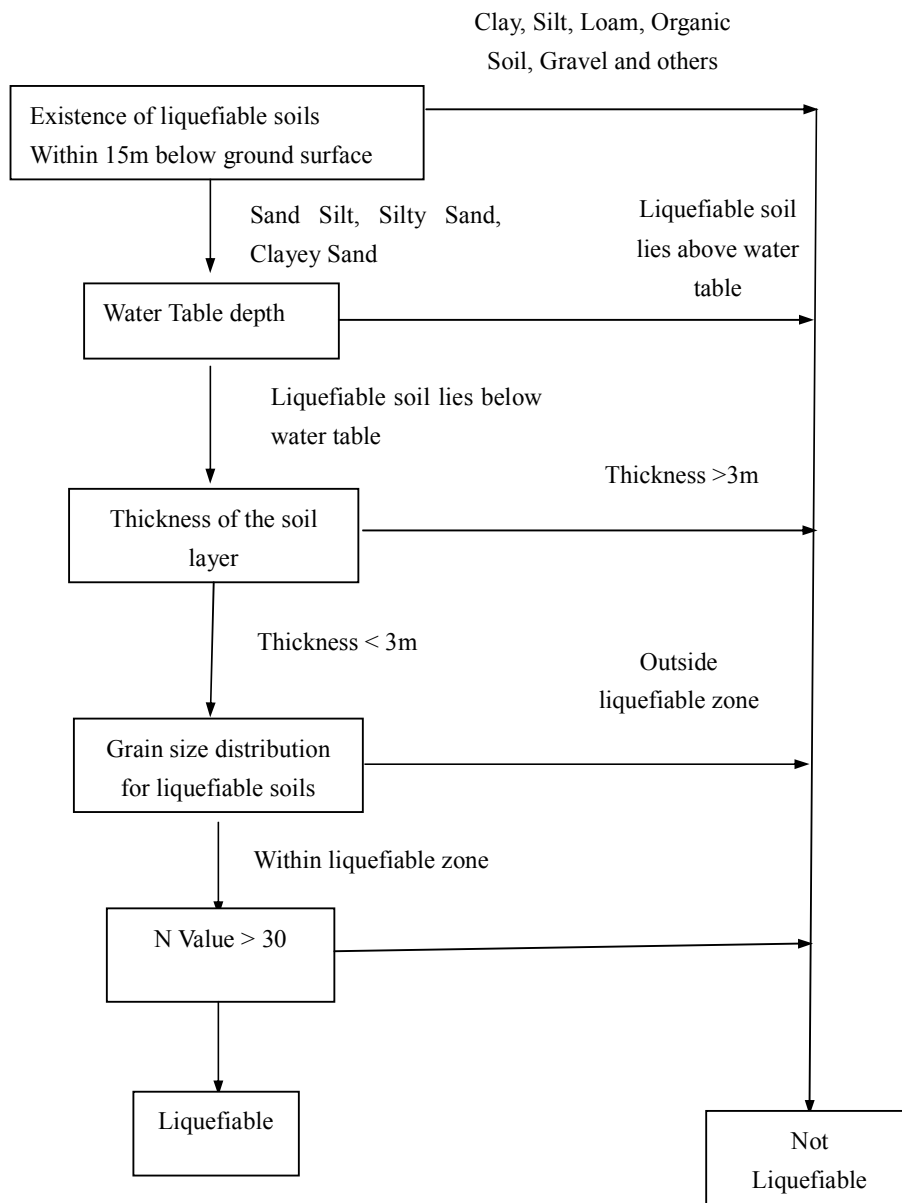 Clay, Silt, Loam, Organic
Soil, Gravel and others
Existence of liquefiable soils
Within 15m below ground surface
Sand Silt, Silty Sand,
Clayey Sand
Liquefiable soil
lies above water
table
Water Table depth
Liquefiable soil lies below
water table
Thickness >3m
Thickness of the soil
layer
Thickness < 3m
Outside
liquefiable zone
Grain size distribution
for liquefiable soils
Within liquefiable zone
N Value > 30
Liquefiable
Not
Liquefiable